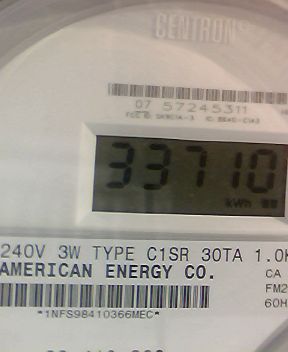 CENTRON
07 57245311
33710
kWh
240V 3W TYPE C1SR 30TA 1.0K
AMERICAN ENERGY CO.
CA
FM2
60H
*1NFS98410366MEC*